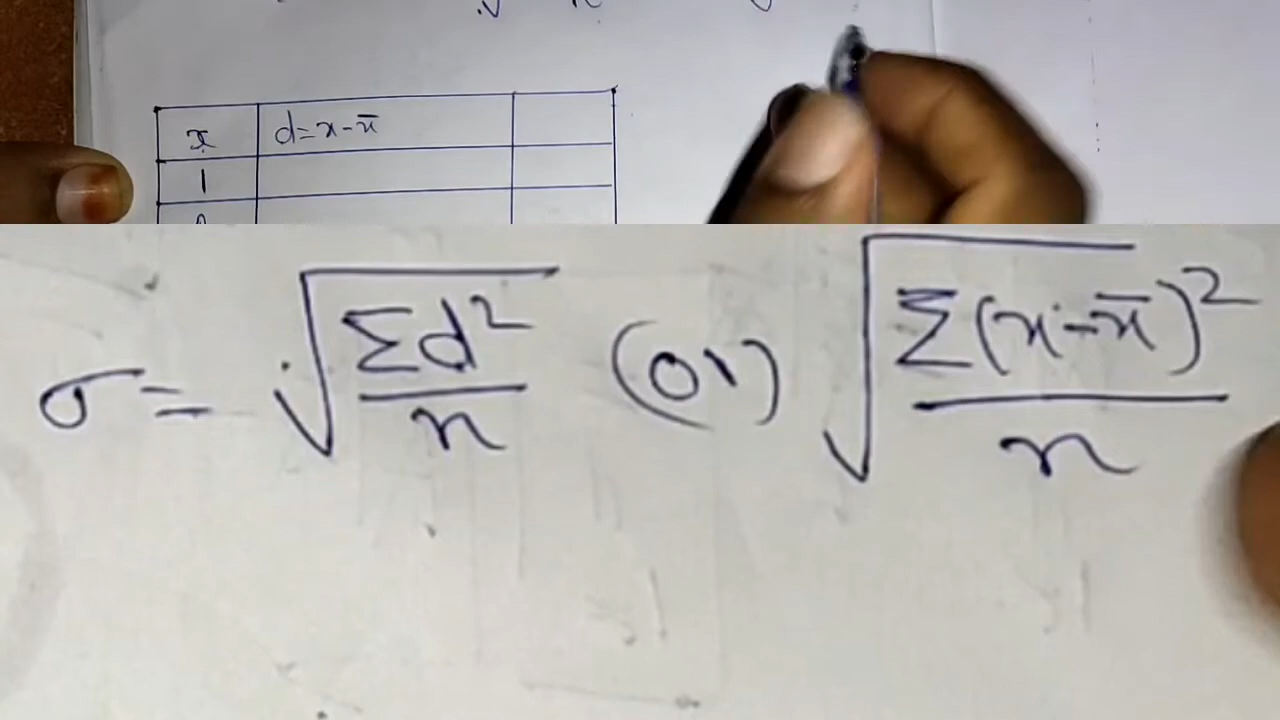 x d=x-x̄
1
σ = √(Σd²/n) (or) √(Σ(x-x̄)²/n)